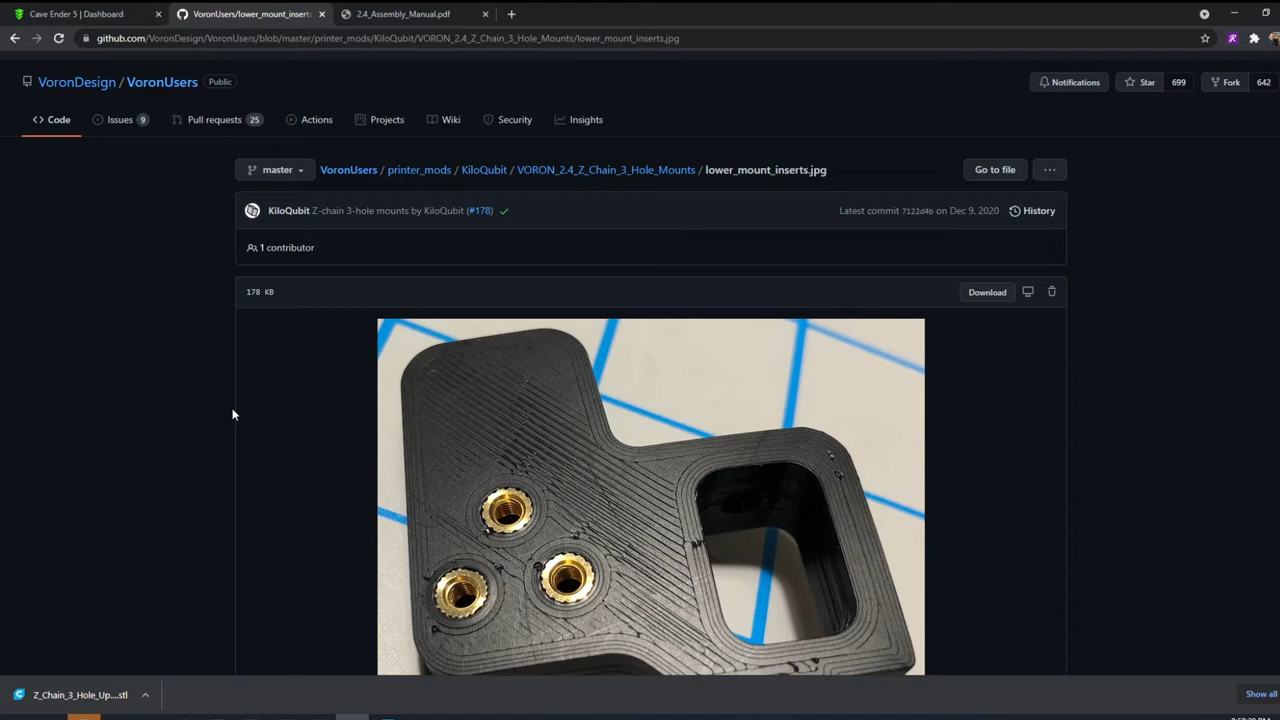 Cave Ender 5 | Dashboard
VoronUsers/lower_mount_inserts
2.4_Assembly_Manual.pdf
github.com/VoronDesign/VoronUsers/blob/master/printer_mods/KiloQubit/VORON_2.4_Z_Chain_3_Hole_Mounts/lower_mount_inserts.jpg
VoronDesign / VoronUsers Public
Notifications Star 699 Fork 642
Code Issues 9 Pull requests 25 Actions Projects Wiki Security Insights
master VoronUsers / printer_mods / KiloQubit / VORON_2.4_Z_Chain_3_Hole_Mounts / lower_mount_inserts.jpg Go to file ...
KiloQubit Z-chain 3-hole mounts by KiloQubit (#178) Latest commit 7122d4b on Dec 9, 2020 History
1 contributor
178 KB Download
Z_Chain_3_Hole_Up....stl Show all